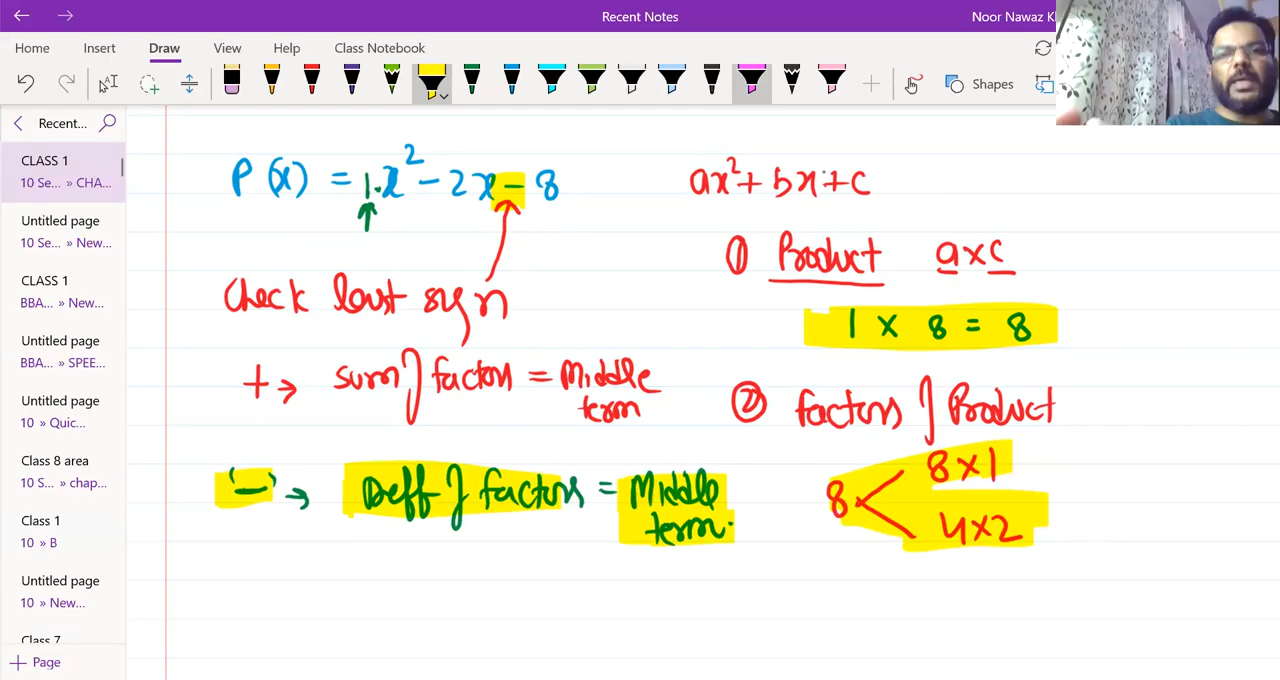 Recent Notes
Noor Nawaz K
Home Insert Draw View Help Class Notebook
Shapes
Recent...
CLASS 1
10 Se... » CHA...
Untitled page
10 Se... » New...
CLASS 1
BBA... » New...
Untitled page
BBA... » SPEE...
Untitled page
10 » Quic...
Class 8 area
10 S... » chap...
Class 1
10 » B
Untitled page
10 » New...
Class 7
Page
P(x) = 1.x² - 2x - 8
check last sign
+ → sum of factors = Middle term
'-' → Deff of factors = Middle term.
ax² + bx + c
① Product a×c
1 × 8 = 8
② factors of Product
8 < 8×1
4×2